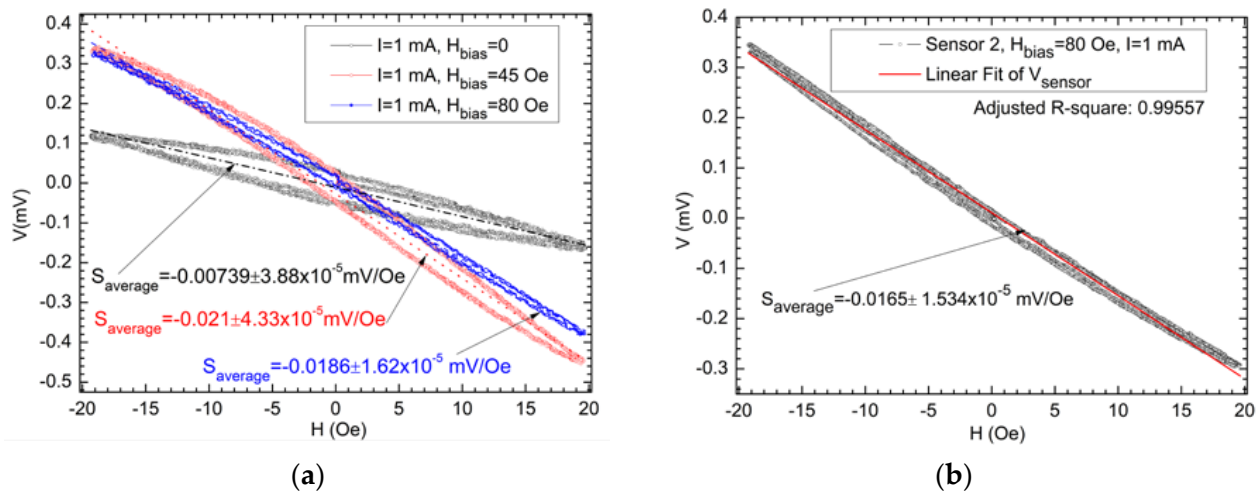 0.4
0.3
0.2
0.1
0.0
-0.1
-0.2
-0.3
-0.4
-0.5
V(mV)
I=1 mA, H_bias=0
I=1 mA, H_bias=45 Oe
I=1 mA, H_bias=80 Oe
S_average=-0.00739±3.88x10^-5 mV/Oe
S_average=-0.021±4.33x10^-5 mV/Oe
S_average=-0.0186±1.62x10^-5 mV/Oe
-20 -15 -10 -5 0 5 10 15 20
H (Oe)
(a)
0.4
0.3
0.2
0.1
0.0
-0.1
-0.2
-0.3
V (mV)
Sensor 2, H_bias=80 Oe, I=1 mA
Linear Fit of V_sensor
Adjusted R-square: 0.99557
S_average=-0.0165± 1.534x10^-5 mV/Oe
-20 -15 -10 -5 0 5 10 15 20
H (Oe)
(b)